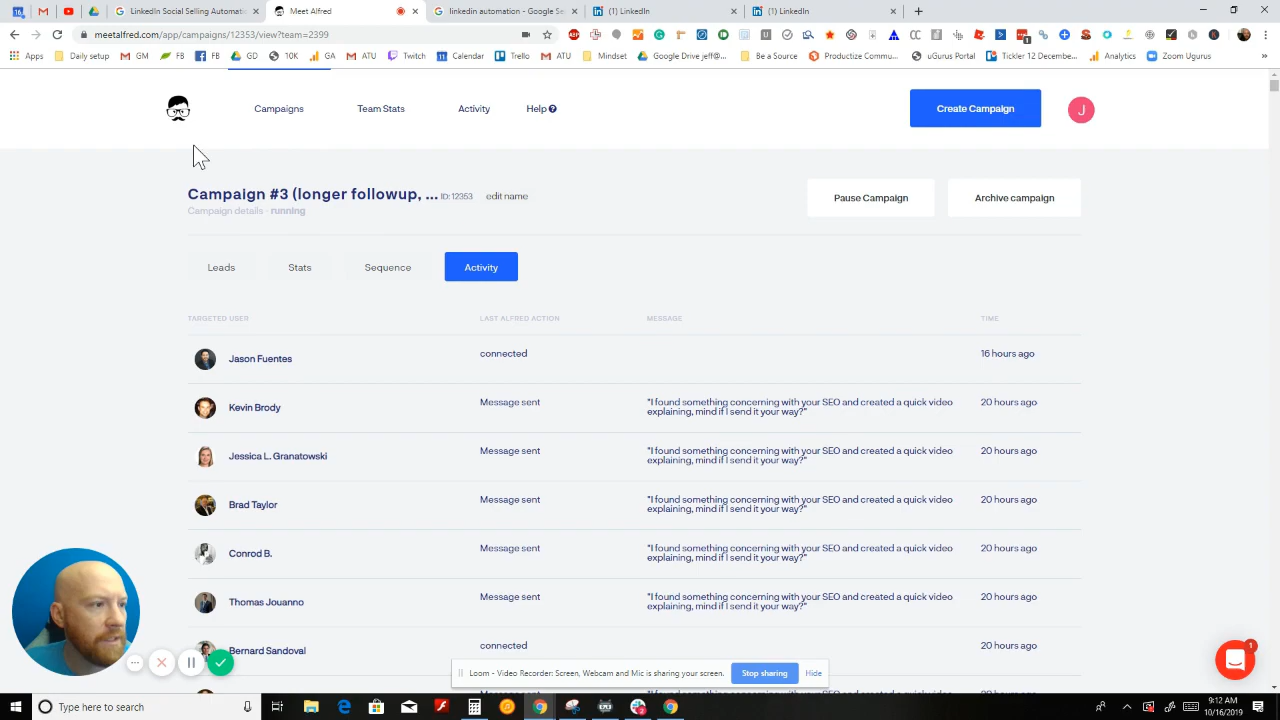 LinkedIn Social Selling Automati
Meet Alfred
linkedin automation - Google Se
LinkedIn
LinkedIn
meetalfred.com/app/campaigns/12353/view?team=2399
Apps
Daily setup
GM
FB
FB
GD
10K
GA
ATU
Twitch
Calendar
Trello
ATU
Mindset
Google Drive jeff@...
Be a Source
Productize Commu...
uGurus Portal
Tickler 12 Decembe...
Analytics
Zoom Ugurus
Campaigns
Team Stats
Activity
Help
Create Campaign
J
Campaign #3 (longer followup, ... ID: 12353 edit name
Campaign details - running
Pause Campaign
Archive campaign
Leads
Stats
Sequence
Activity
TARGETED USER
LAST ALFRED ACTION
MESSAGE
TIME
Jason Fuentes
connected
16 hours ago
Kevin Brody
Message sent
"I found something concerning with your SEO and created a quick video
explaining, mind if I send it your way?"
20 hours ago
Jessica L. Granatowski
Message sent
"I found something concerning with your SEO and created a quick video
explaining, mind if I send it your way?"
20 hours ago
Brad Taylor
Message sent
"I found something concerning with your SEO and created a quick video
explaining, mind if I send it your way?"
20 hours ago
Conrod B.
Message sent
"I found something concerning with your SEO and created a quick video
explaining, mind if I send it your way?"
20 hours ago
Thomas Jouanno
Message sent
"I found something concerning with your SEO and created a quick video
explaining, mind if I send it your way?"
20 hours ago
Bernard Sandoval
connected
20 hours ago
Loom - Video Recorder: Screen, Webcam and Mic is sharing your screen.
Stop sharing
Hide
1
Type here to search
9:12 AM
10/16/2019